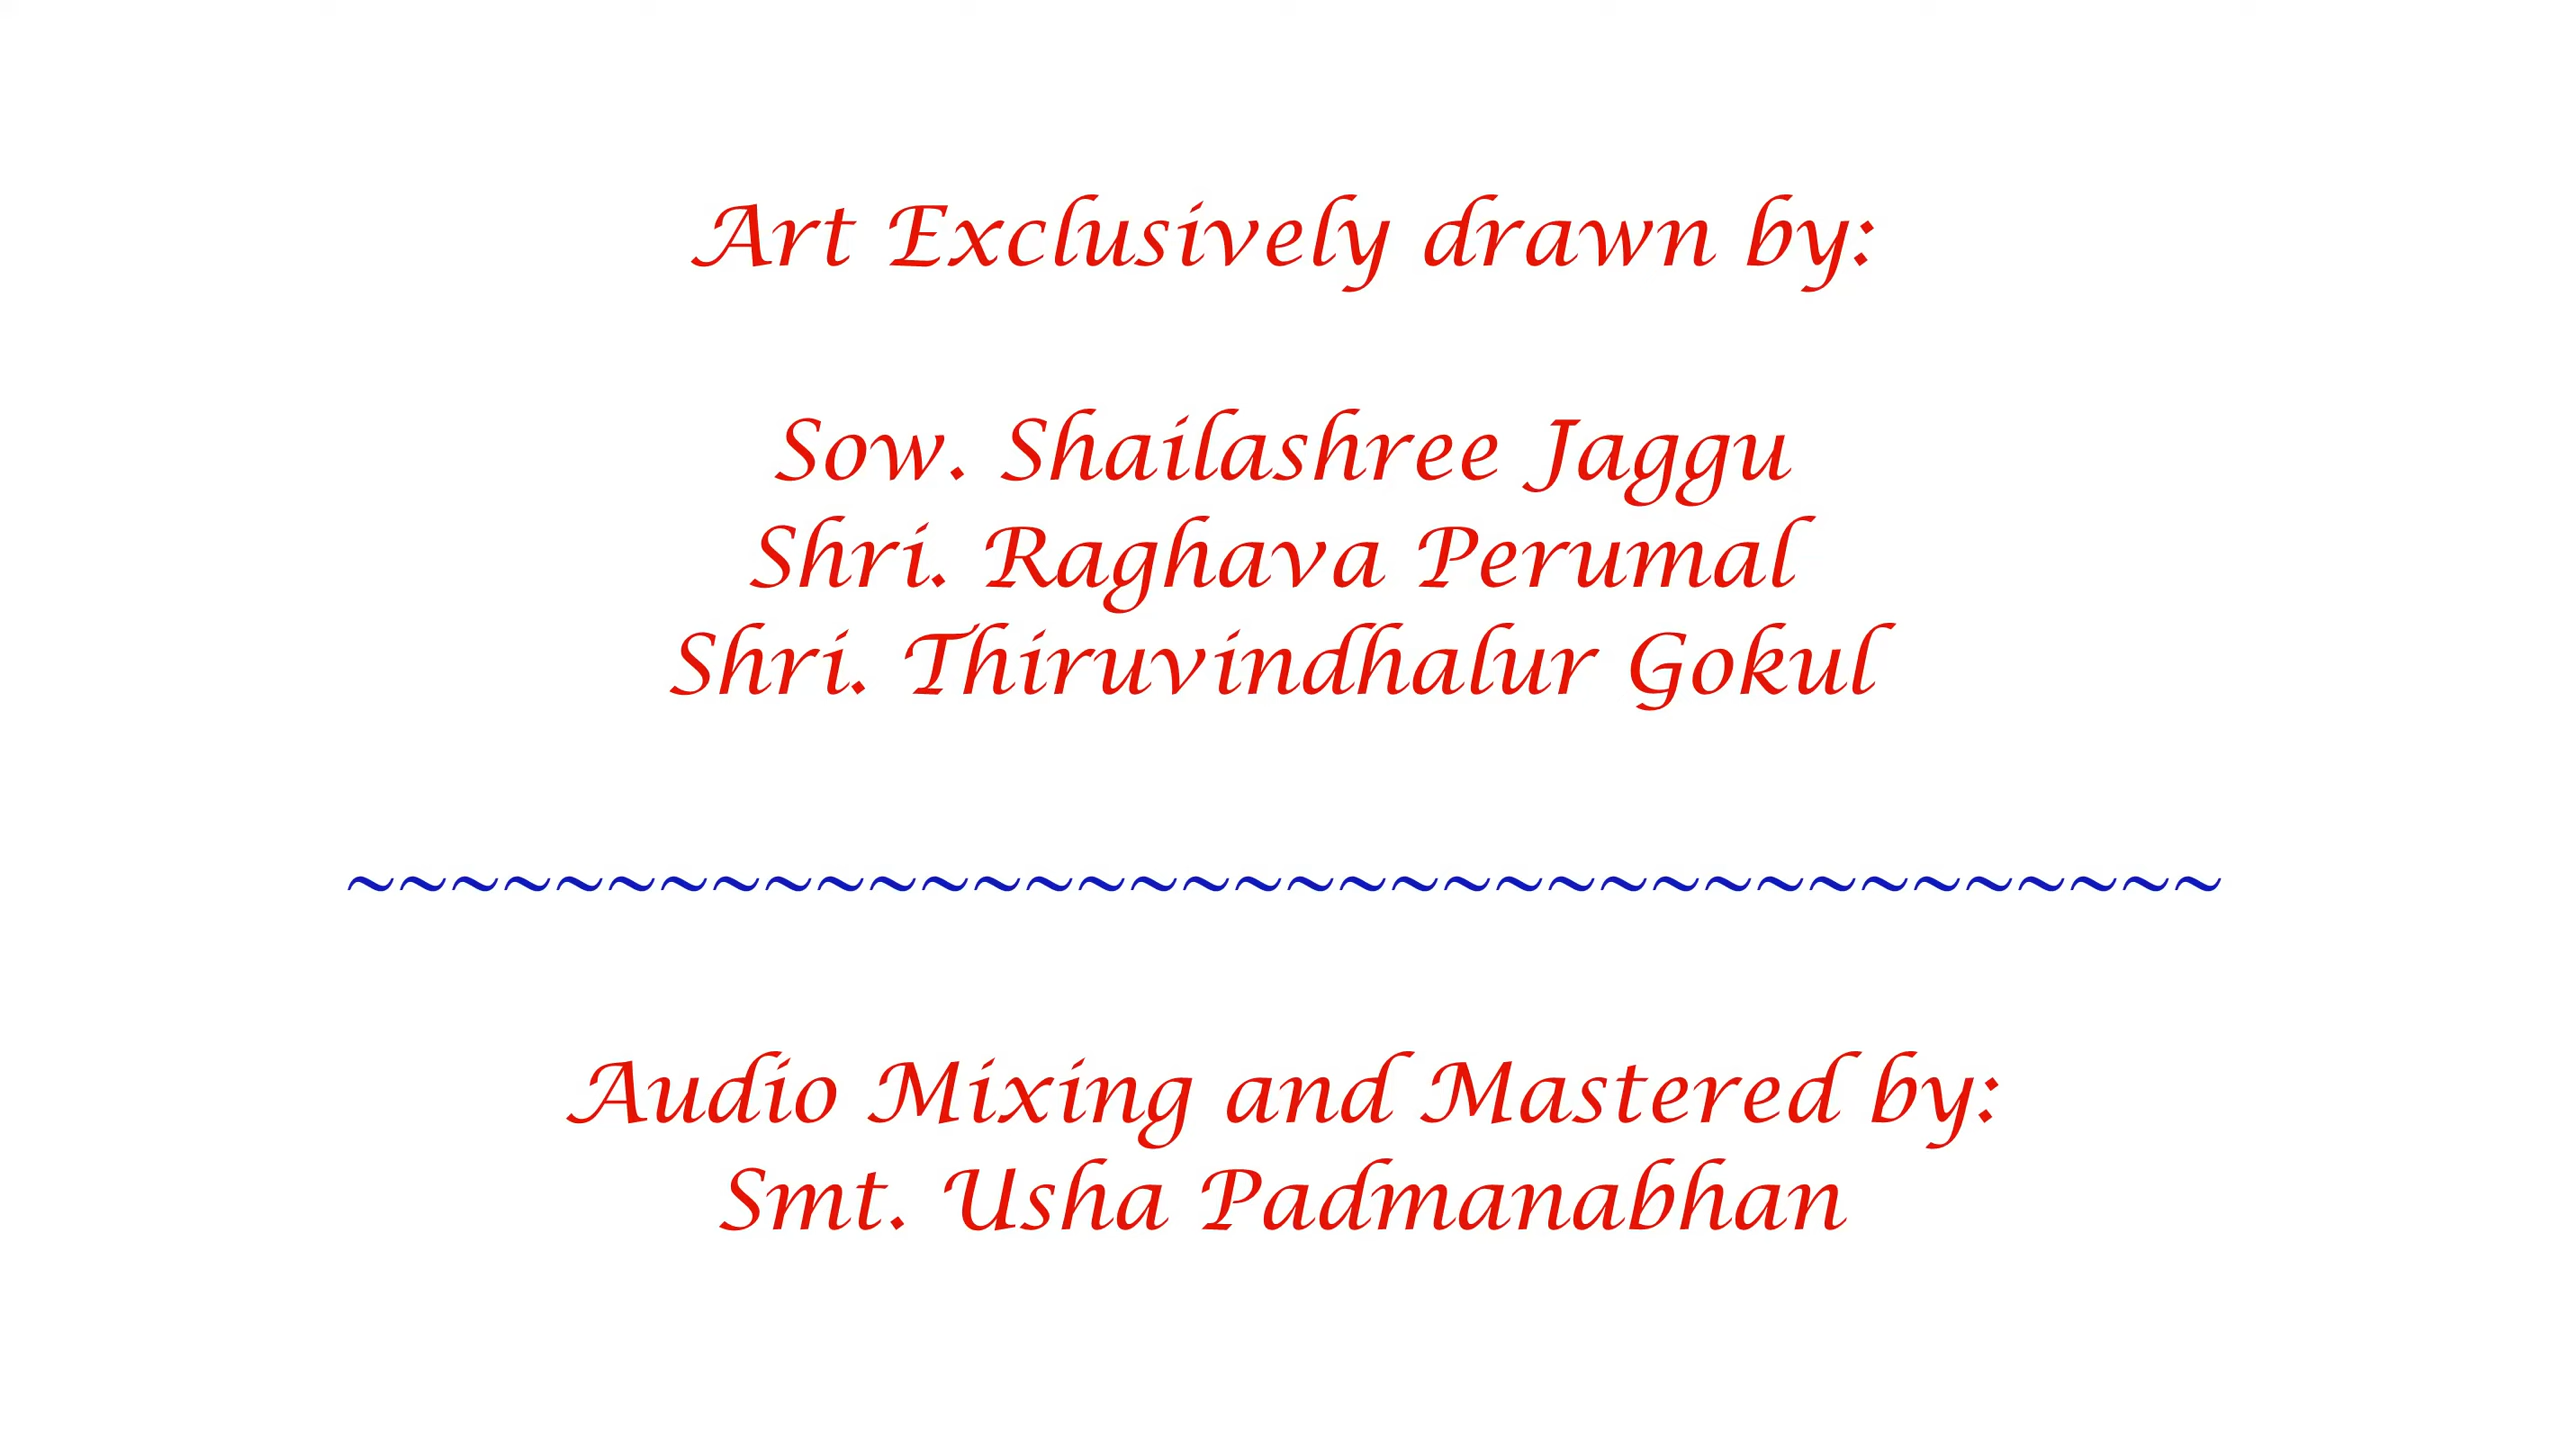 Art Exclusively drawn by:
Sow. Shailashree Jaggu
Shri. Raghava Perumal
Shri. Thiruvindhalur Gokul
~~~~~~~~~~~~~~~~~~~~~~~~~~~~~~~~~~~~
Audio Mixing and Mastered by:
Smt. Usha Padmanabhan